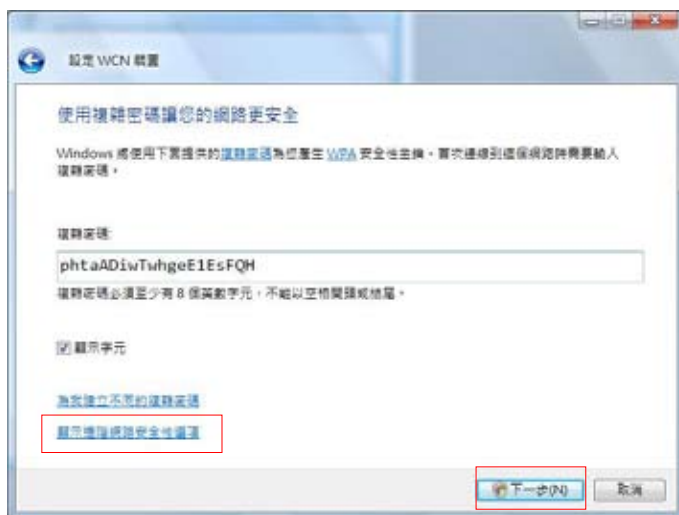 設定 WCN 裝置
使用複雜密碼讓您的網路更安全
Windows 將使用下面提供的複雜密碼為您產生 WPA 安全性金鑰。首次連線到這個網路時需要輸入
複雜密碼。
複雜密碼:
phtaADiwTwhgeE1EsFQH
複雜密碼必須至少有 8 個英數字元，不能以空格開頭或結尾。
顯示字元
為我建立不同的複雜密碼
顯示進階網路安全性選項
下一步(N)
取消